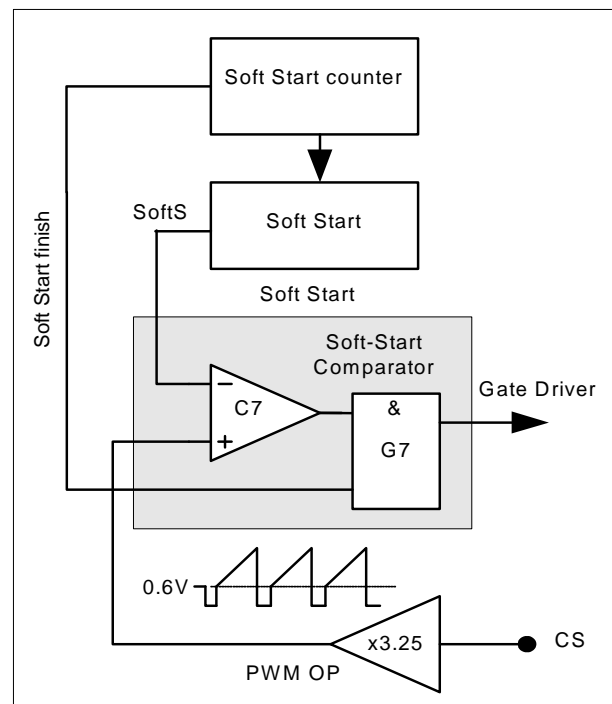 Soft Start counter
SoftS
Soft Start
Soft Start finish
Soft Start
Soft-Start
Comparator
Gate Driver
−
C7
+
&
G7
0.6V
x3.25
CS
PWM OP